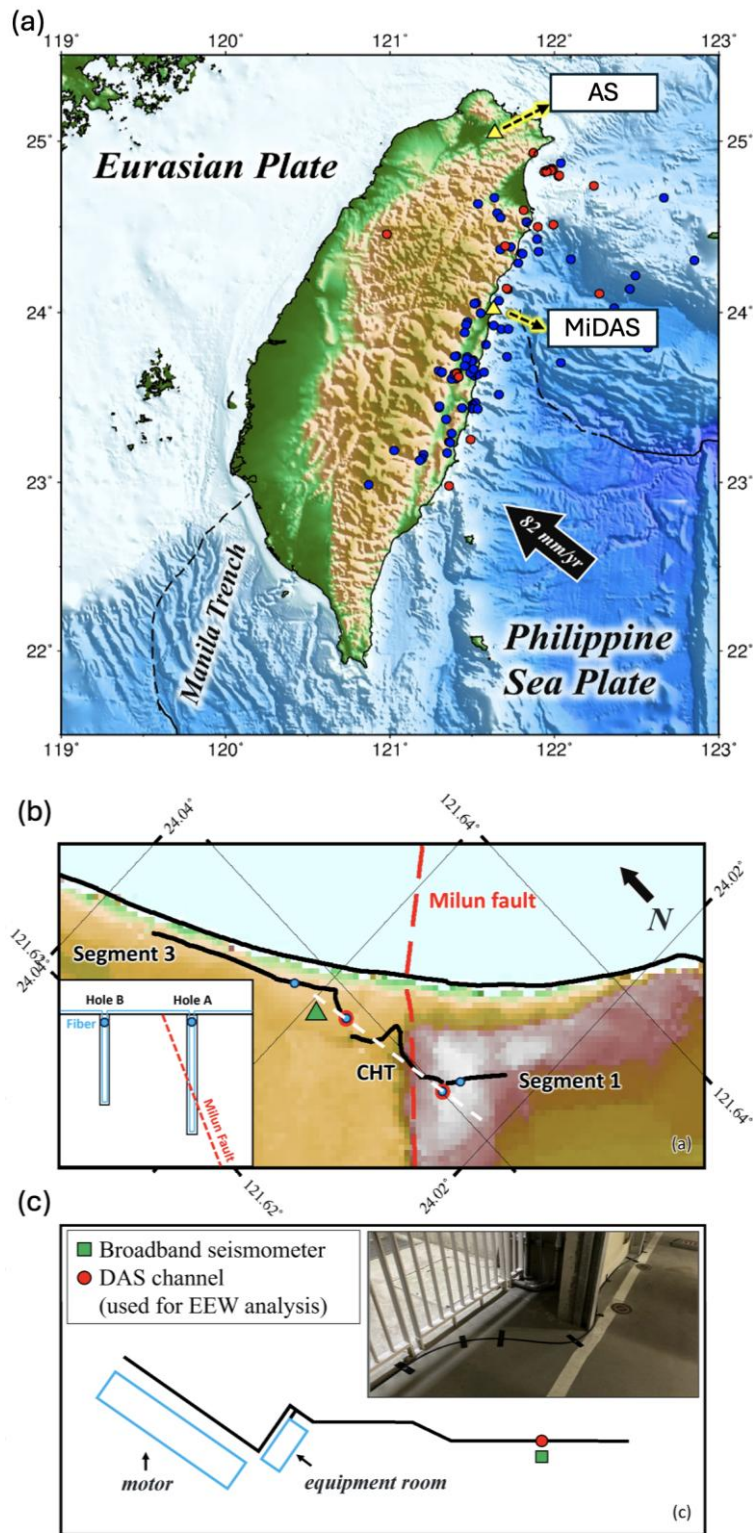 (a)
119° 120° 121° 122° 123°
AS
25° 25°
Eurasian Plate
24° 24°
MiDAS
23° 23°
82 mm/yr
Manila Trench
22° 22°
Philippine
Sea Plate
119° 120° 121° 122° 123°
(b)
24.04° 121.64°
Milun fault
24.02°
N
121.62°
24.04°
Segment 3
Hole B Hole A
Fiber
CHT
Segment 1
Milun Fault
121.64°
(a)
121.62° 24.02°
(c)
Broadband seismometer
DAS channel
(used for EEW analysis)
motor
equipment room
(c)